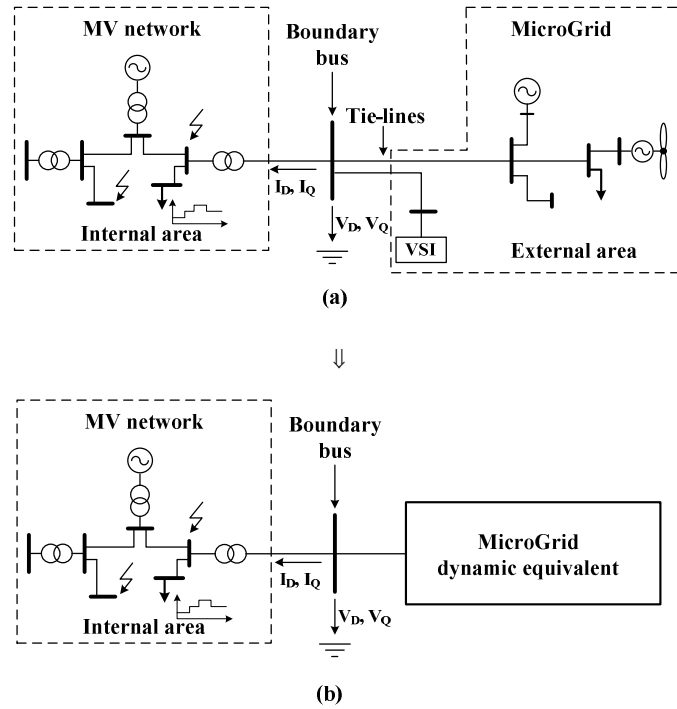 MV network
Boundary
bus
MicroGrid
Tie-lines
I_D, I_Q
V_D, V_Q
VSI
Internal area
External area
(a)
⇓
MV network
Boundary
bus
MicroGrid
dynamic equivalent
I_D, I_Q
V_D, V_Q
Internal area
(b)